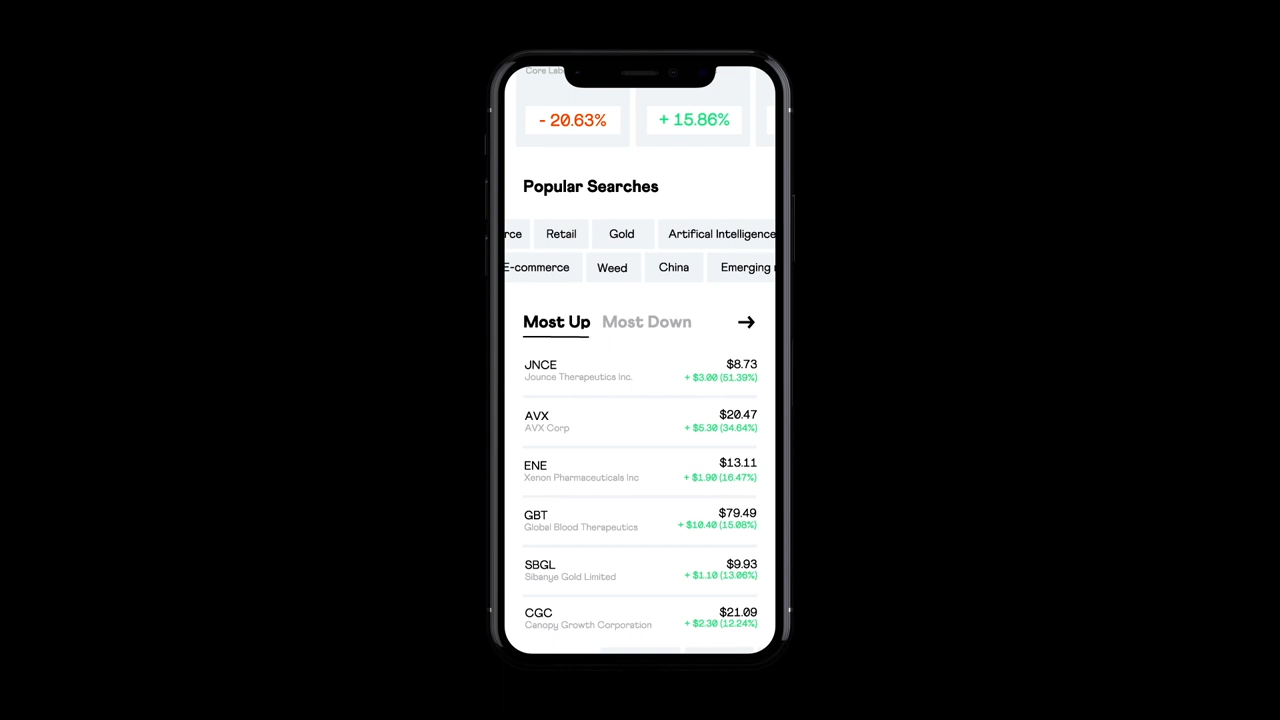 Core Lab
- 20.63%
+ 15.86%
Popular Searches
rce
Retail
Gold
Artifical Intelligence
E-commerce
Weed
China
Emerging
Most Up
Most Down
JNCE
$8.73
Jounce Therapeutics Inc.
+ $3.00 (51.39%)
AVX
$20.47
AVX Corp
+ $5.30 (34.64%)
ENE
$13.11
Xenon Pharmaceuticals Inc
+ $1.90 (16.47%)
GBT
$79.49
Global Blood Therapeutics
+ $10.40 (15.08%)
SBGL
$9.93
Sibanye Gold Limited
+ $1.10 (13.06%)
CGC
$21.09
Canopy Growth Corporation
+ $2.30 (12.24%)